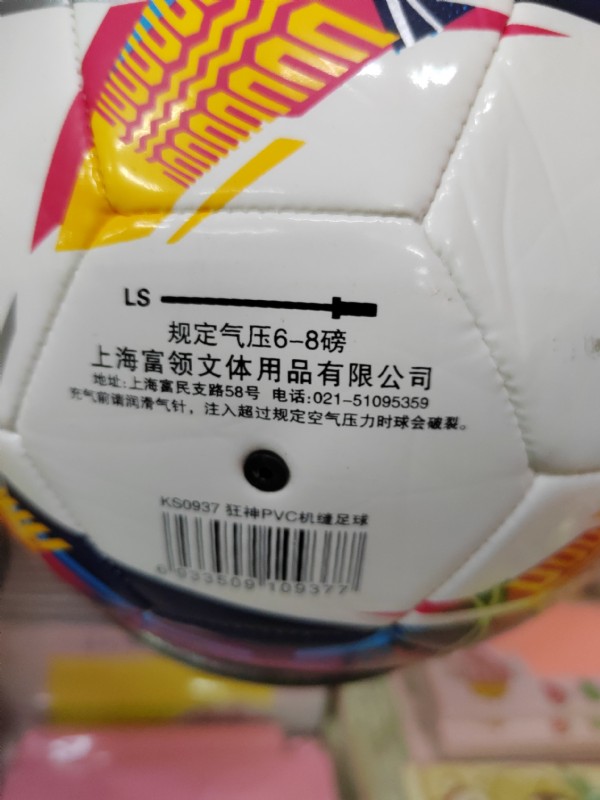 LS
规定气压6-8磅
上海富领文体用品有限公司
地址:上海富民支路58号 电话:021-51095359
充气前请润滑气针，注入超过规定空气压力时球会破裂。
KS0937 狂神PVC机缝足球
6 933509 109377